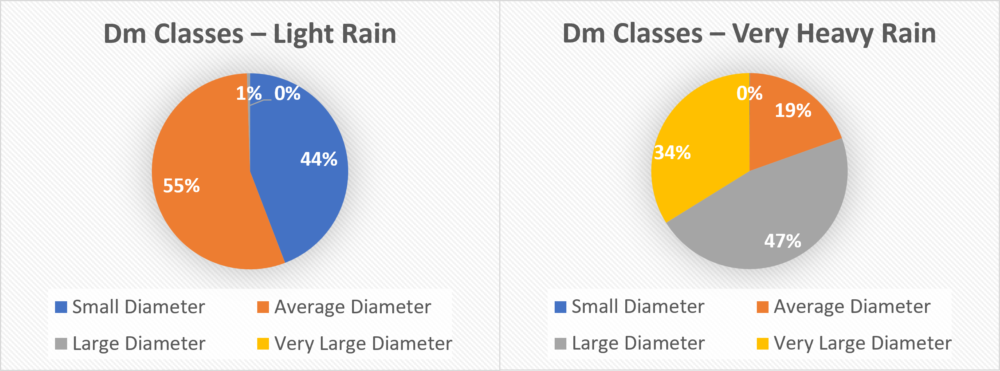 Dm Classes – Light Rain
1% 0%
44%
55%
Small Diameter Average Diameter
Large Diameter Very Large Diameter
Dm Classes – Very Heavy Rain
0%
19%
34%
47%
Small Diameter Average Diameter
Large Diameter Very Large Diameter